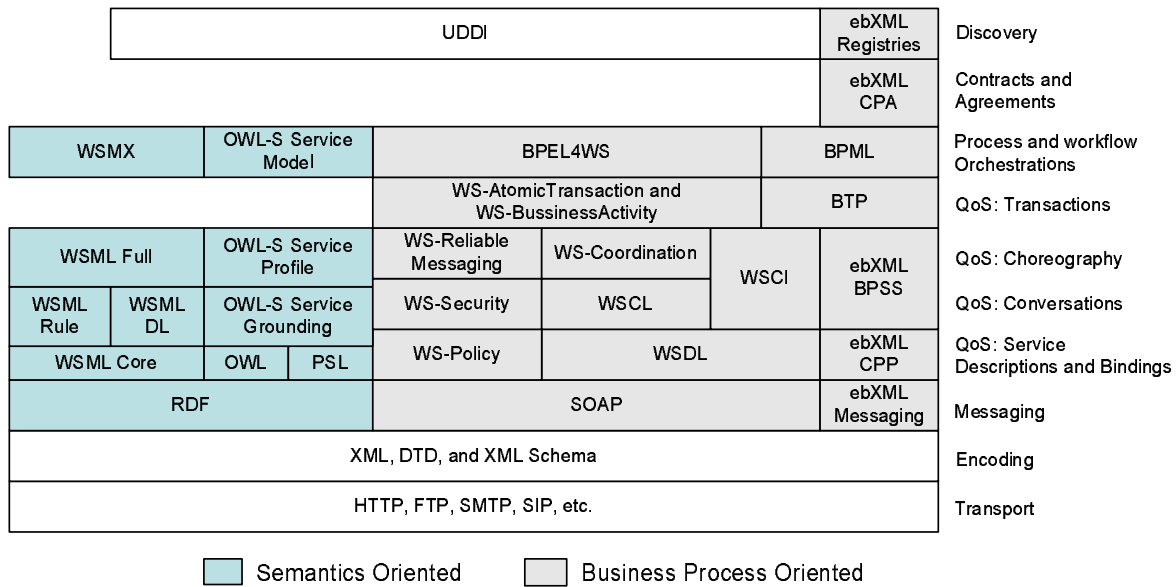 UDDI
ebXML
Registries
Discovery
ebXML
CPA
Contracts and
Agreements
WSMX
OWL-S Service
Model
BPEL4WS
BPML
Process and workflow
Orchestrations
WS-AtomicTransaction and
WS-BussinessActivity
BTP
QoS: Transactions
WSML Full
OWL-S Service
Profile
WS-Reliable
Messaging
WS-Coordination
WSCI
ebXML
BPSS
QoS: Choreography
WSML
Rule
WSML
DL
OWL-S Service
Grounding
WS-Security
WSCL
QoS: Conversations
WSML Core
OWL
PSL
WS-Policy
WSDL
ebXML
CPP
QoS: Service
Descriptions and Bindings
RDF
SOAP
ebXML
Messaging
Messaging
XML, DTD, and XML Schema
Encoding
HTTP, FTP, SMTP, SIP, etc.
Transport
Semantics Oriented
Business Process Oriented